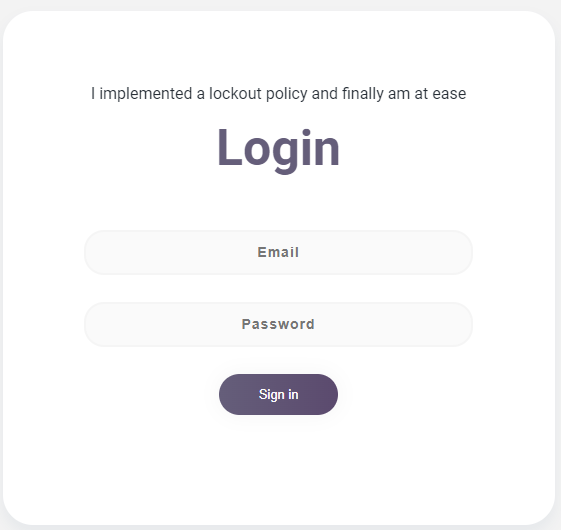 I implemented a lockout policy and finally am at ease
Login
Email
Password
Sign in